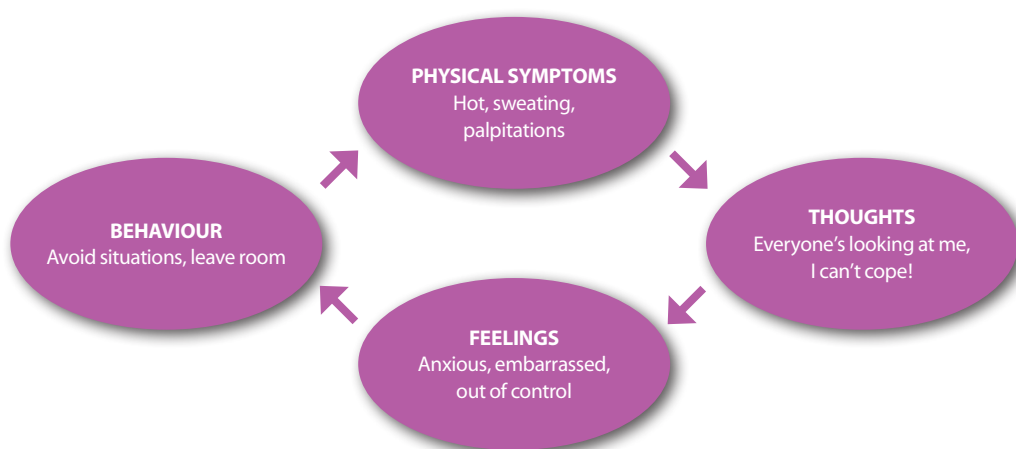 PHYSICAL SYMPTOMS
Hot, sweating,
palpitations
THOUGHTS
Everyone’s looking at me,
I can’t cope!
FEELINGS
Anxious, embarrassed,
out of control
BEHAVIOUR
Avoid situations, leave room